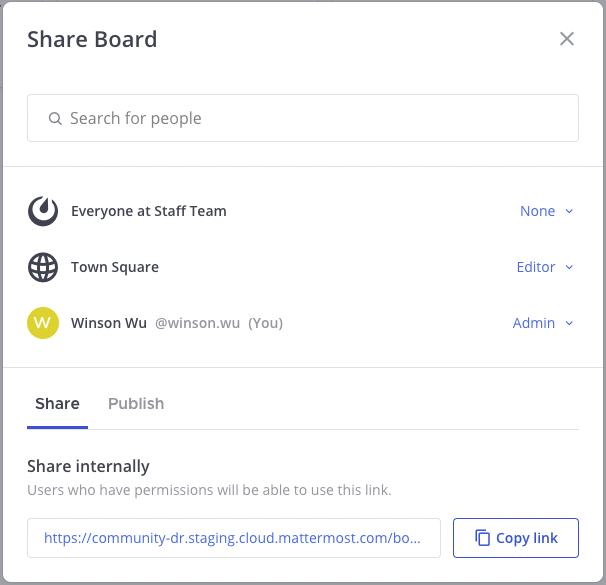 Share Board
Search for people
Everyone at Staff Team None
Town Square Editor
W Winson Wu @winson.wu (You) Admin
Share Publish
Share internally
Users who have permissions will be able to use this link.
https://community-dr.staging.cloud.mattermost.com/bo... Copy link